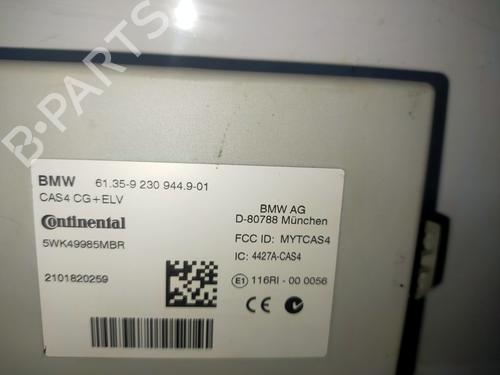 B-PARTS
BMW 61.35-9 230 944.9-01
CAS4 CG+ELV
Continental
5WK49985MBR
2101820259
BMW AG
D-80788 München
FCC ID: MYTCAS4
IC: 4427A-CAS4
E1 116RI - 00 0056
CE